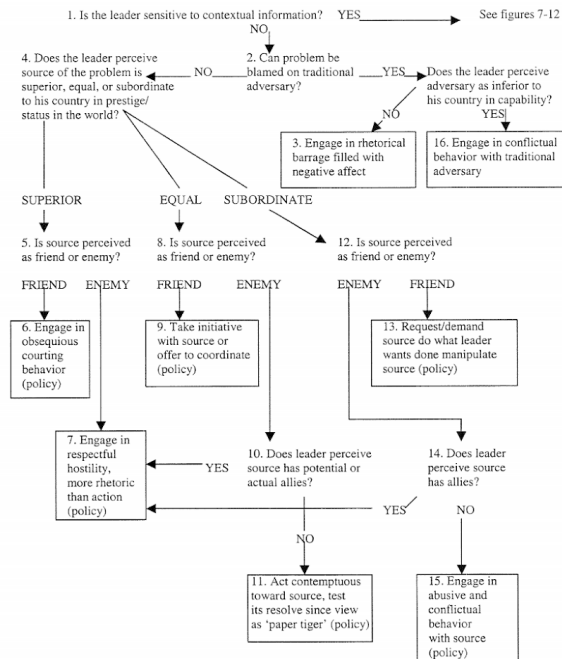 1. Is the leader sensitive to contextual information? YES See figures 7-12
NO
4. Does the leader perceive
source of the problem is
superior, equal, or subordinate
to his country in prestige/
status in the world?
NO
2. Can problem be
blamed on traditional
adversary?
YES
Does the leader perceive
adversary as inferior to
his country in capability?
NO
YES
3. Engage in rhetorical
barrage filled with
negative affect
16. Engage in conflictual
behavior with traditional
adversary
SUPERIOR EQUAL SUBORDINATE
5. Is source perceived
as friend or enemy?
8. Is source perceived
as friend or enemy?
12. Is source perceived
as friend or enemy?
FRIEND ENEMY FRIEND ENEMY ENEMY FRIEND
6. Engage in
obsequious
courting
behavior
(policy)
9. Take initiative
with source or
offer to coordinate
(policy)
13. Request/demand
source do what leader
wants done manipulate
source (policy)
7. Engage in
respectful
hostility,
more rhetoric
than action
(policy)
YES
10. Does leader perceive
source has potential or
actual allies?
14. Does leader
perceive source
has allies?
YES
NO
NO
11. Act contemptuous
toward source, test
its resolve since view
as 'paper tiger' (policy)
15. Engage in
abusive and
conflictual
behavior
with source
(policy)